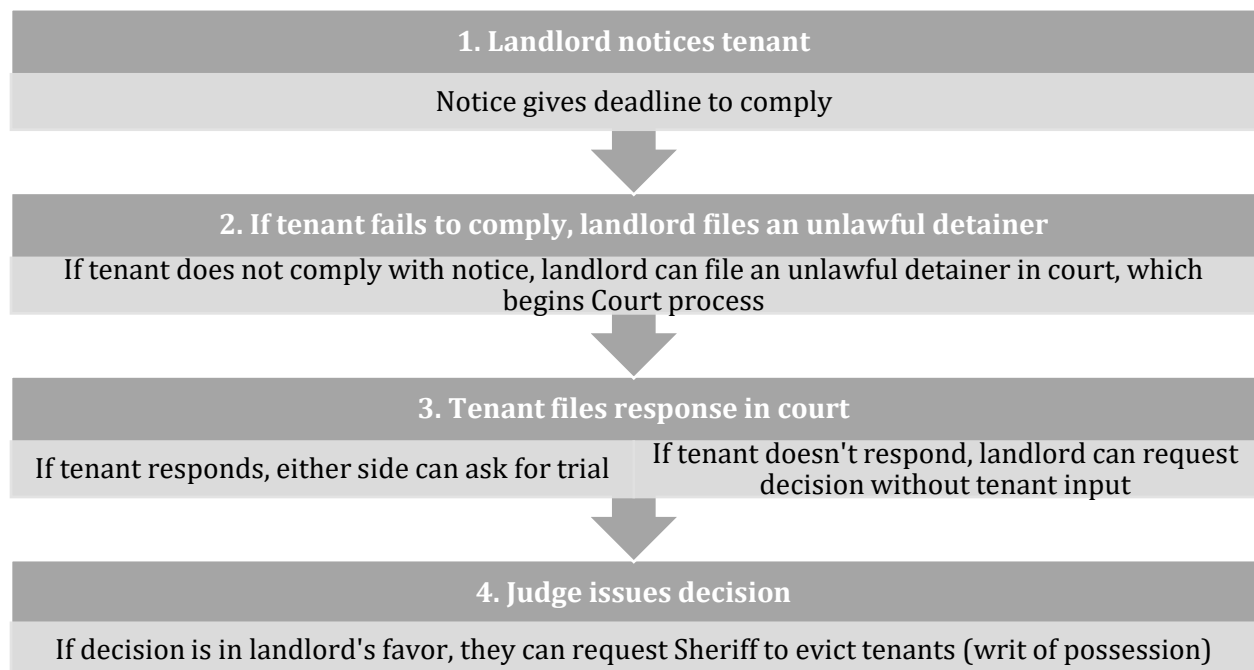 1. Landlord notices tenant
Notice gives deadline to comply
2. If tenant fails to comply, landlord files an unlawful detainer
If tenant does not comply with notice, landlord can file an unlawful detainer in court, which
begins Court process
3. Tenant files response in court
If tenant responds, either side can ask for trial
If tenant doesn't respond, landlord can request
decision without tenant input
4. Judge issues decision
If decision is in landlord's favor, they can request Sheriff to evict tenants (writ of possession)